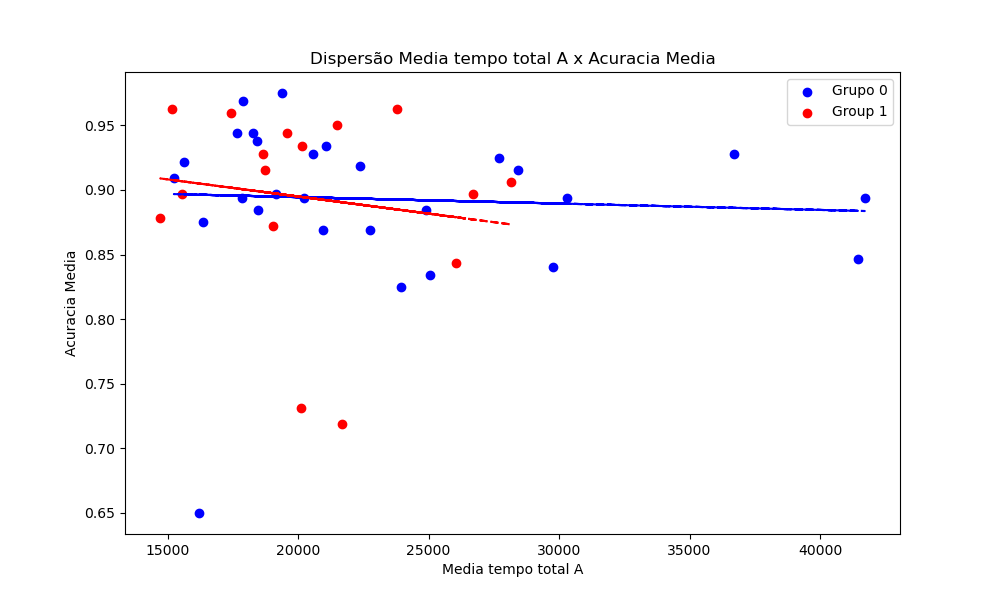 Dispersão Media tempo total A x Acuracia Media
Grupo 0
Group 1
Acuracia Media
0.95
0.90
0.85
0.80
0.75
0.70
0.65
15000 20000 25000 30000 35000 40000
Media tempo total A